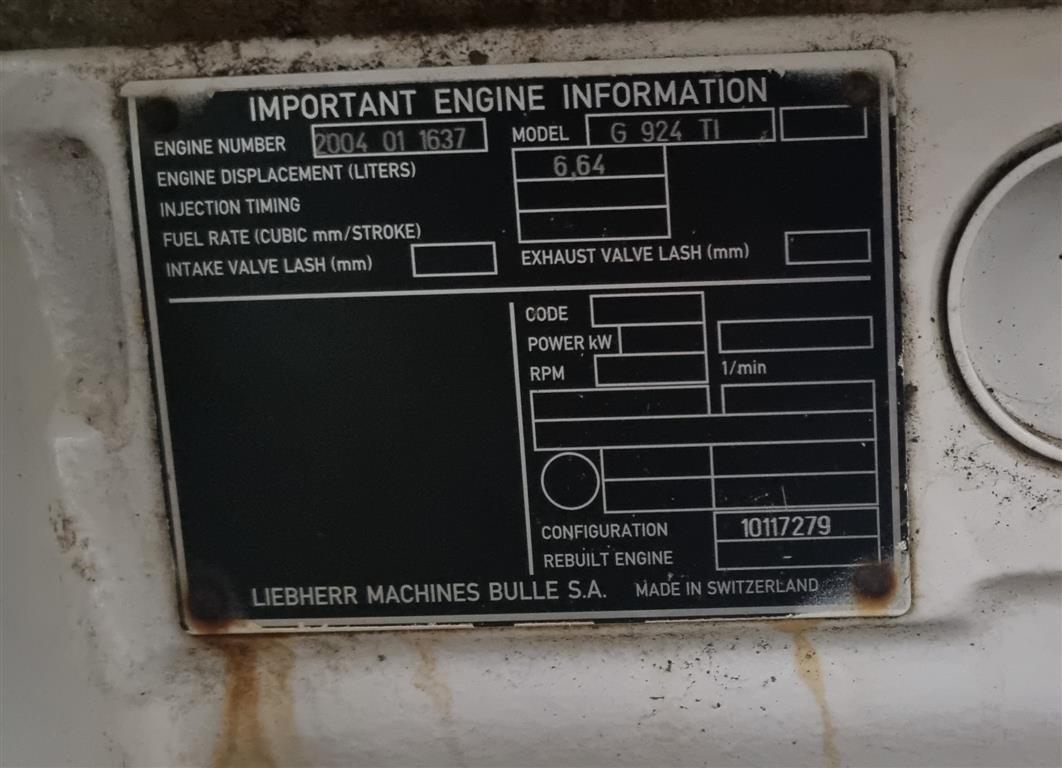 IMPORTANT ENGINE INFORMATION
ENGINE NUMBER 2004 01 1637 MODEL G 924 TI
ENGINE DISPLACEMENT (LITERS) 6,64
INJECTION TIMING
FUEL RATE (CUBIC mm/STROKE)
INTAKE VALVE LASH (mm) EXHAUST VALVE LASH (mm)
CODE
POWER kW
RPM 1/min
CONFIGURATION 10117279
REBUILT ENGINE -
LIEBHERR MACHINES BULLE S.A. MADE IN SWITZERLAND